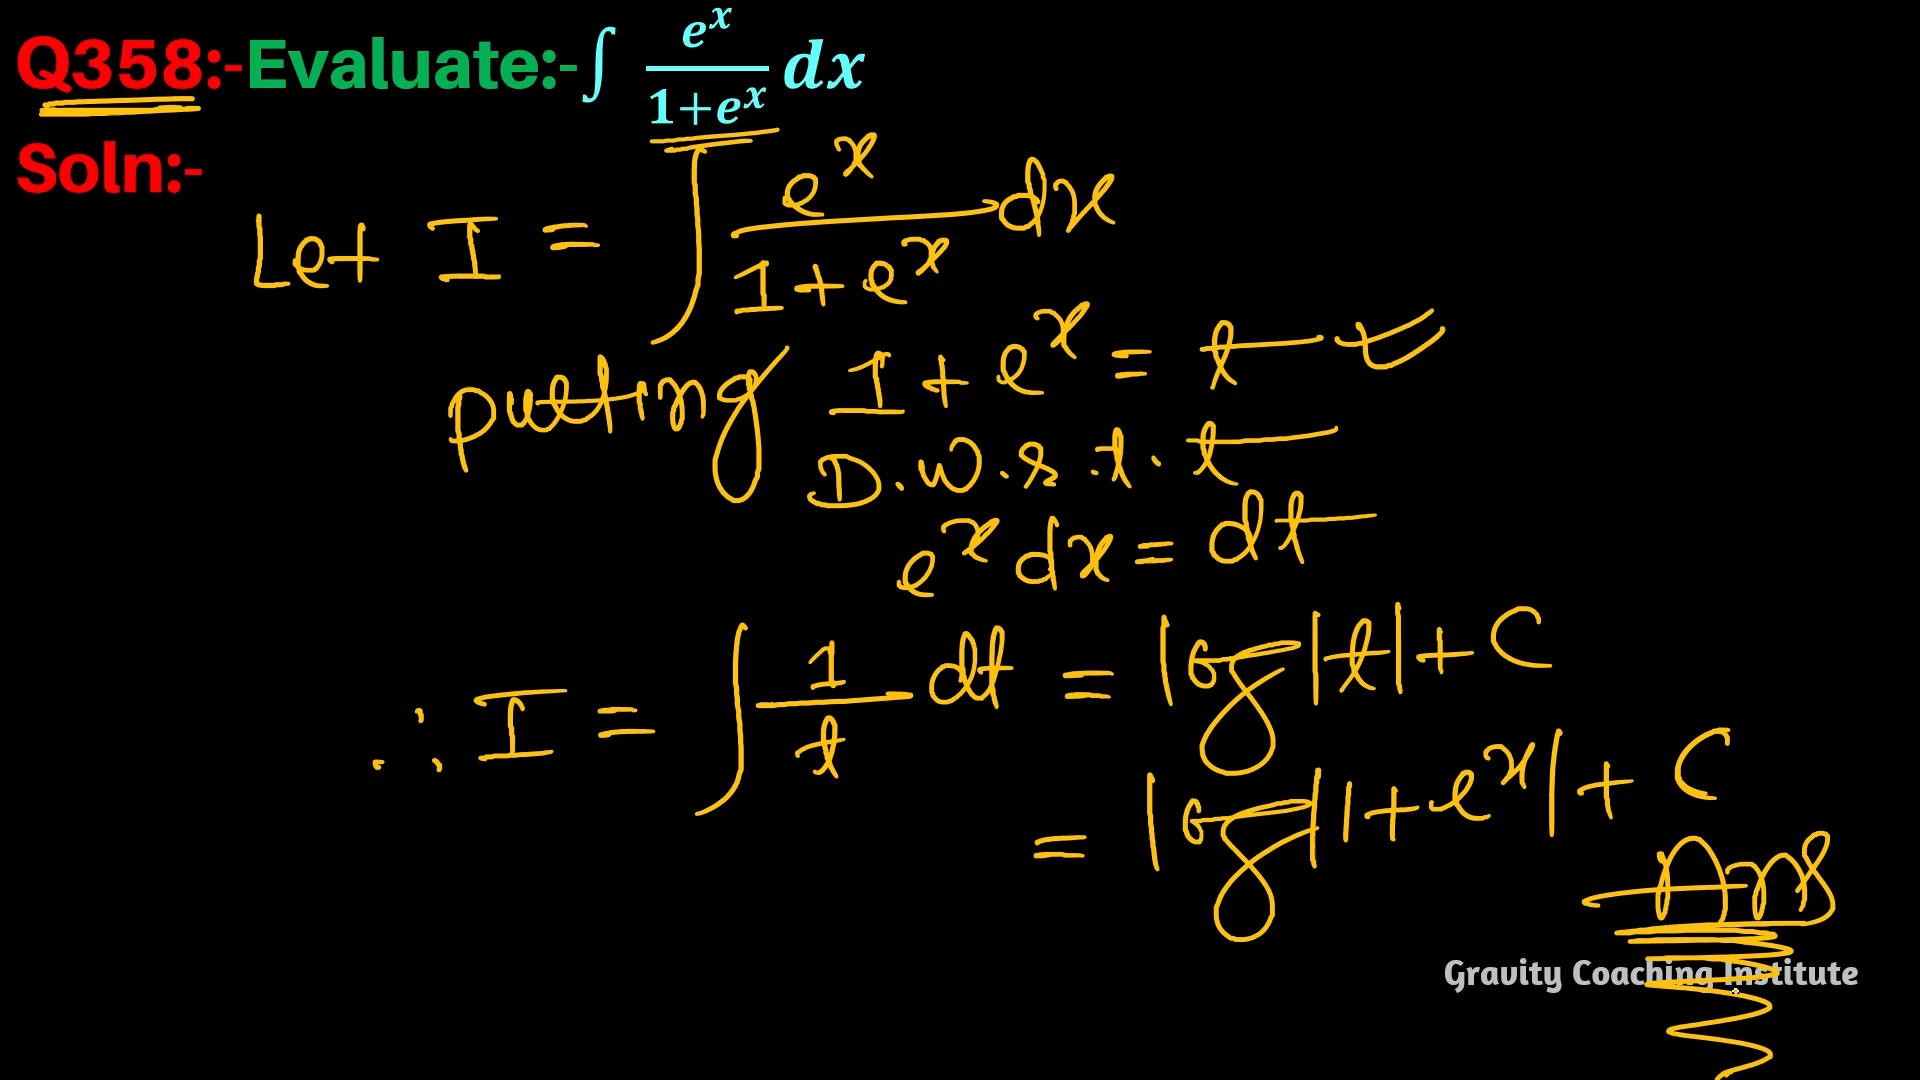 Q358:-Evaluate:-∫ e^x/(1+e^x) dx
Soln:-
Let I = ∫ e^x/(1+e^x) dx
putting 1+e^x = t
D.w.r.t. t
e^x dx = dt
∴ I = ∫ 1/t dt = log|t|+C
= log|1+e^x|+C
Ans
Gravity Coaching Institute